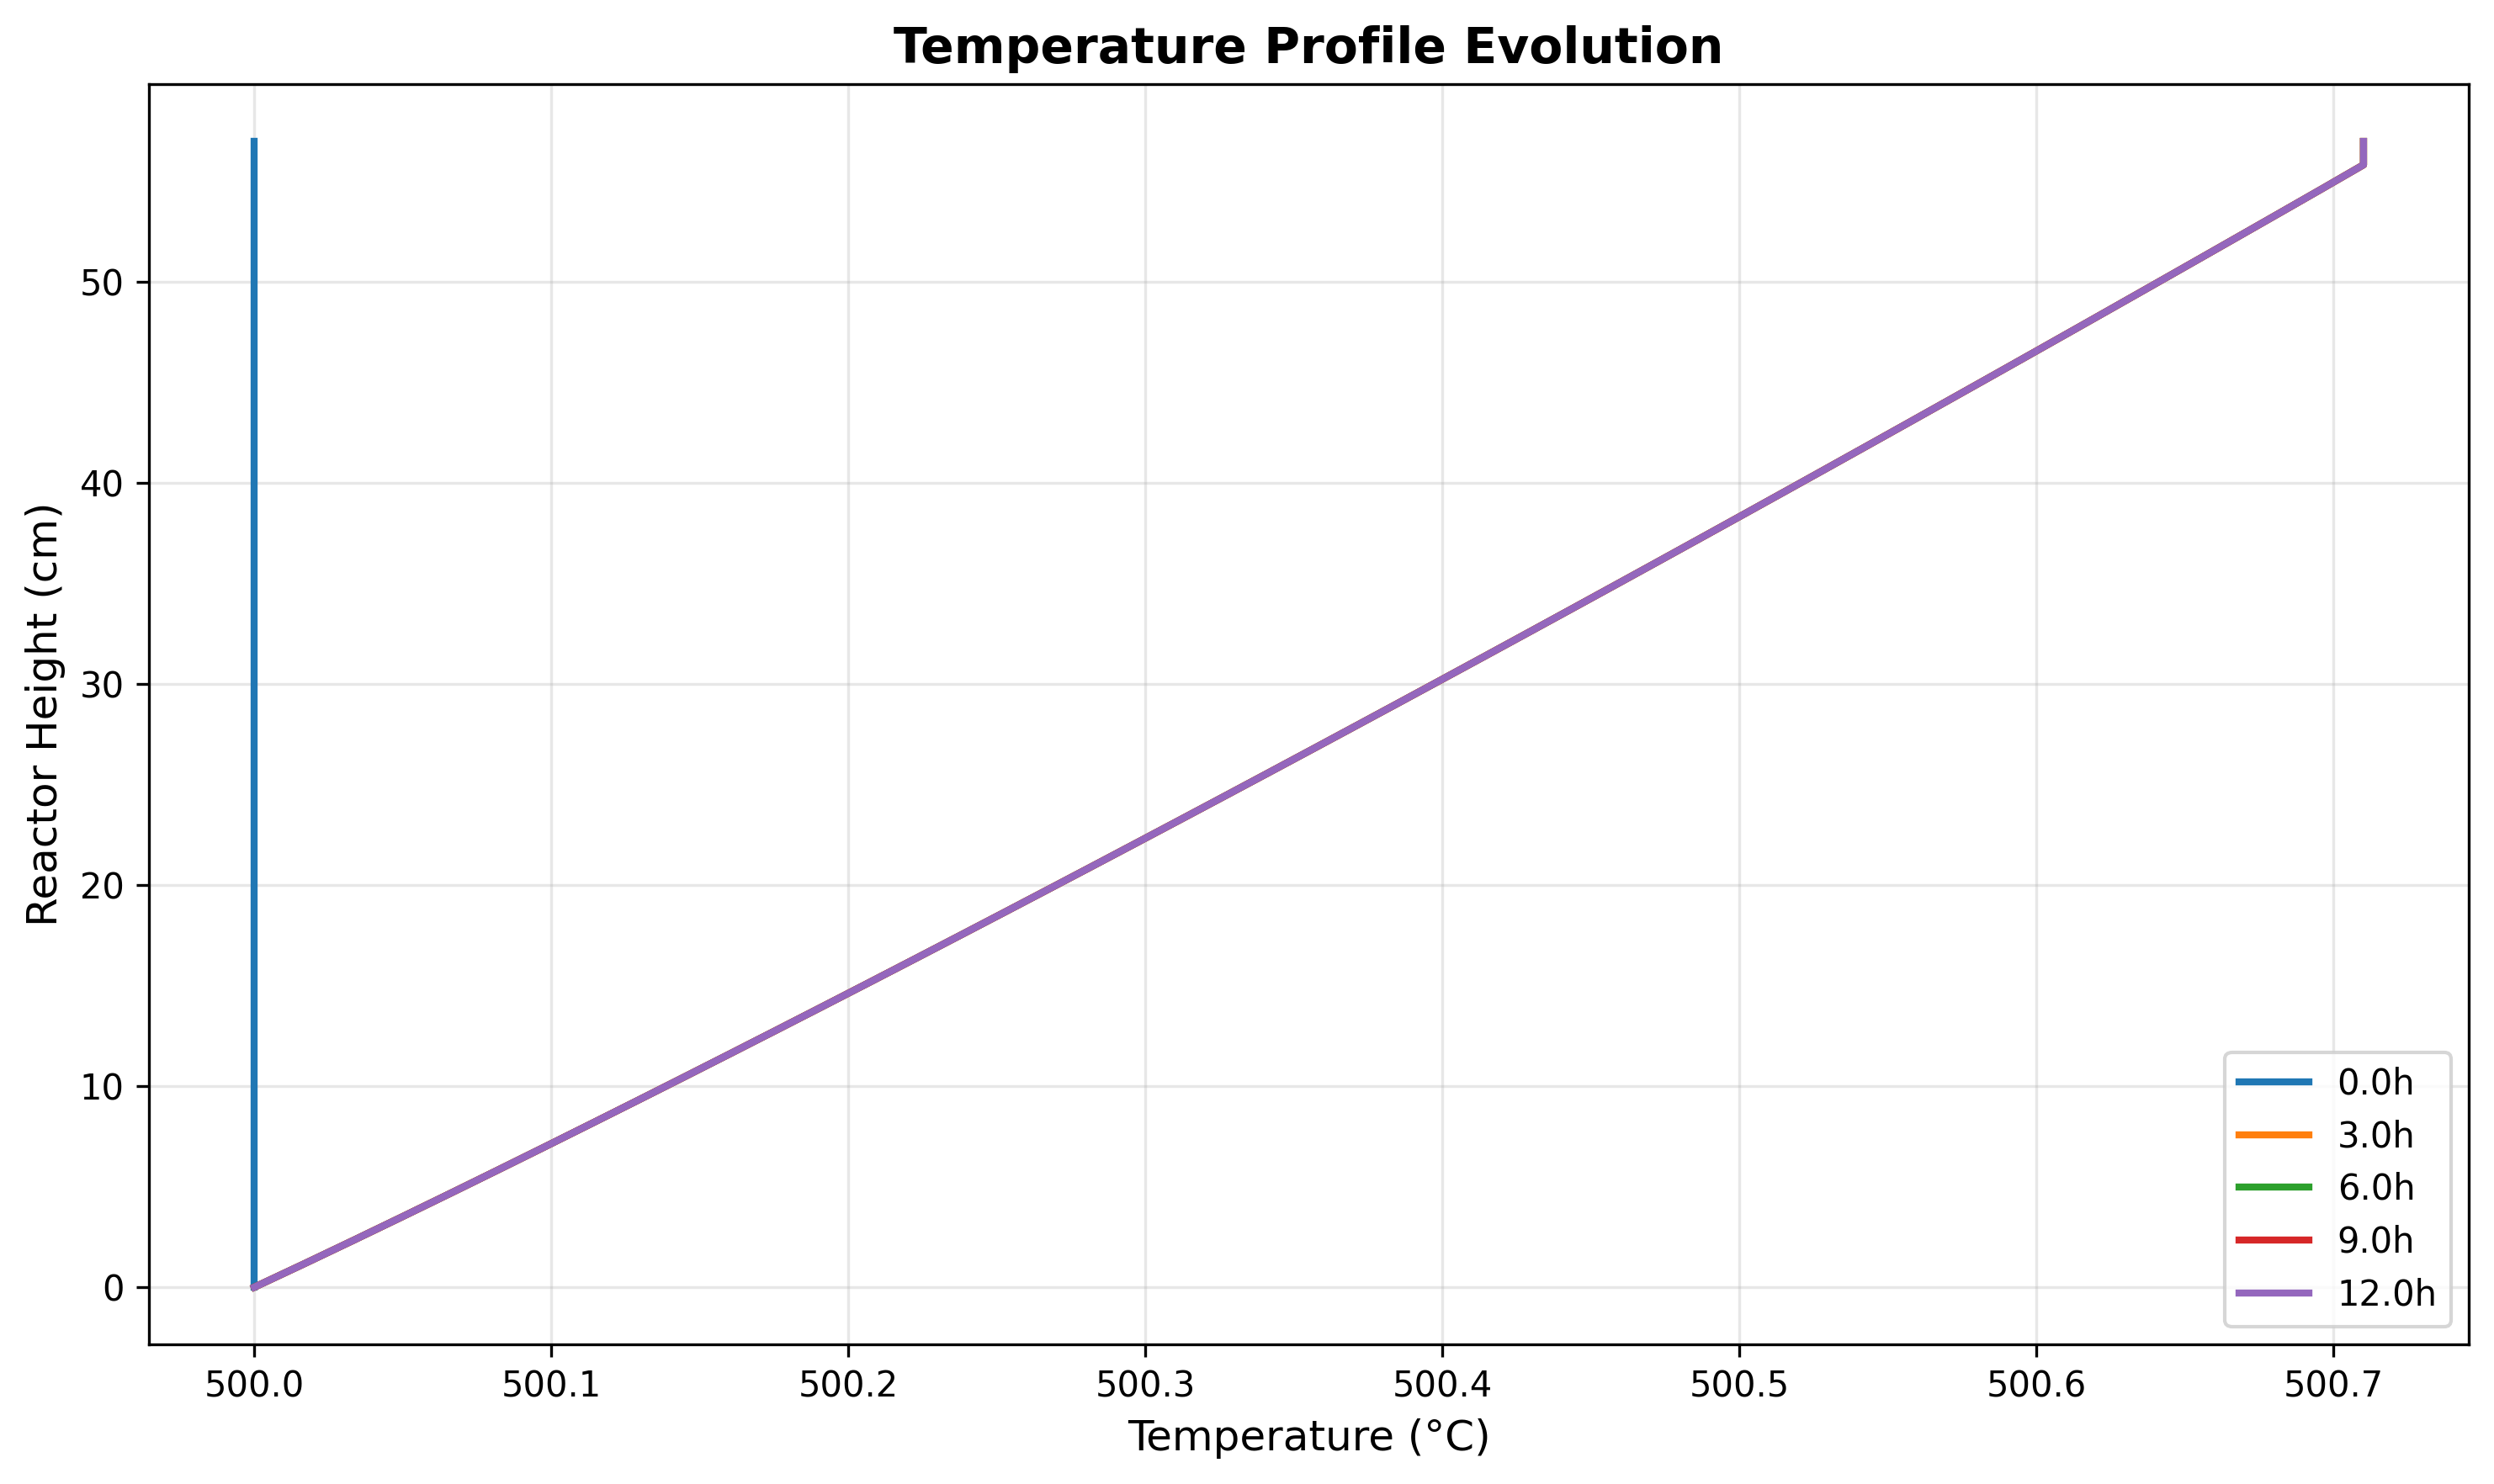 Temperature Profile Evolution
Reactor Height (cm)
50
40
30
20
10
0
500.0 500.1 500.2 500.3 500.4 500.5 500.6 500.7
Temperature (°C)
0.0h
3.0h
6.0h
9.0h
12.0h